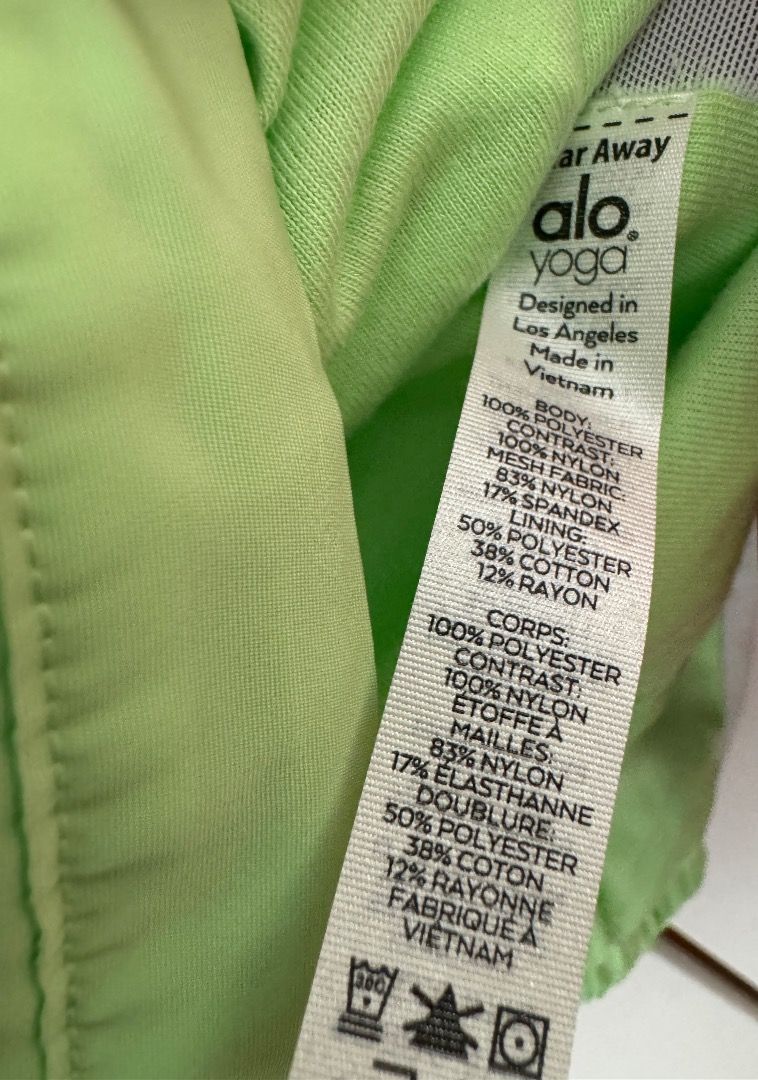 ar Away
alo®
yoga
Designed in
Los Angeles
Made in
Vietnam
BODY:
100% POLYESTER
CONTRAST:
100% NYLON
MESH FABRIC:
83% NYLON
17% SPANDEX
LINING:
50% POLYESTER
38% COTTON
12% RAYON
CORPS:
100% POLYESTER
CONTRAST:
100% NYLON
ÉTOFFE À
MAILLES:
83% NYLON
17% ÉLASTHANNE
DOUBLURE:
50% POLYESTER
38% COTON
12% RAYONNE
FABRIQUÉ À
VIETNAM
30C